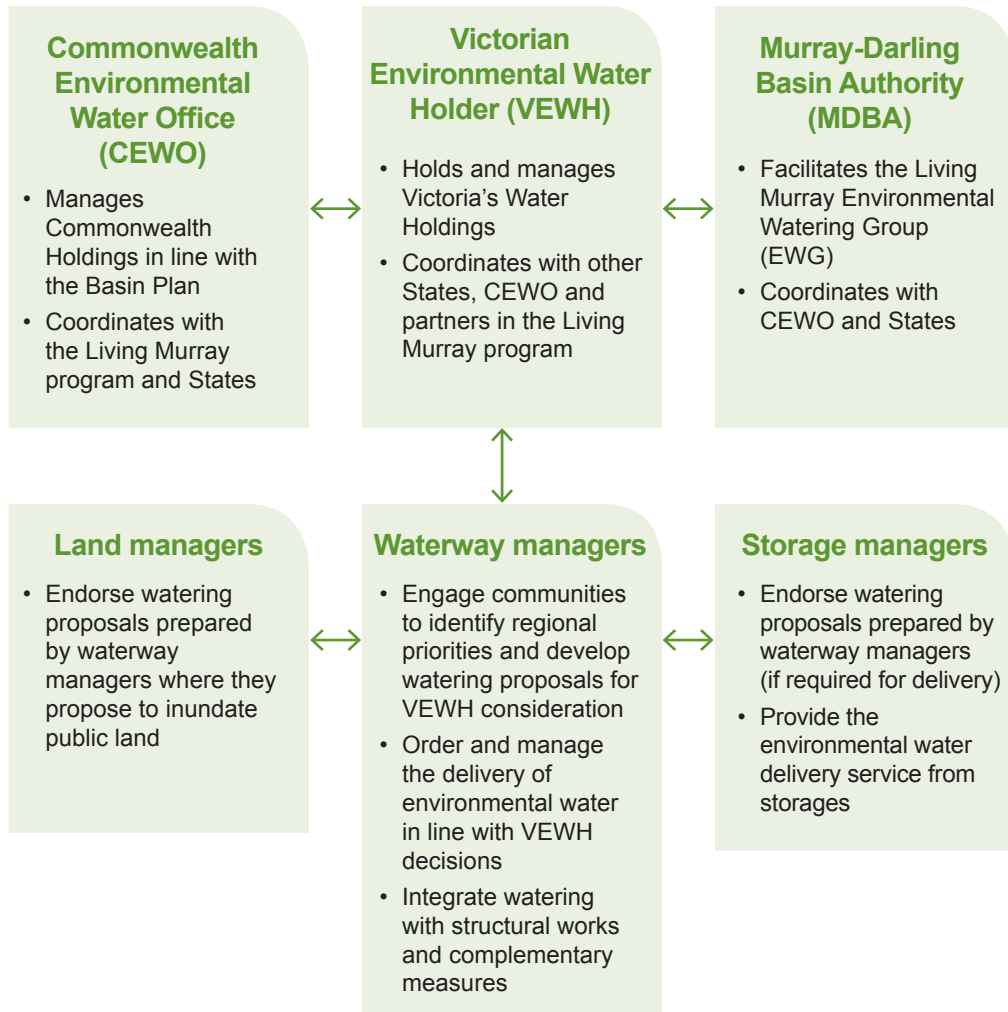 Commonwealth
Environmental
Water Office
(CEWO)
• Manages
Commonwealth
Holdings in line with
the Basin Plan
• Coordinates with
the Living Murray
program and States
Victorian
Environmental Water
Holder (VEWH)
• Holds and manages
Victoria’s Water
Holdings
• Coordinates with other
States, CEWO and
partners in the Living
Murray program
Murray-Darling
Basin Authority
(MDBA)
• Facilitates the Living
Murray Environmental
Watering Group
(EWG)
• Coordinates with
CEWO and States
Land managers
• Endorse watering
proposals prepared
by waterway
managers where they
propose to inundate
public land
Waterway managers
• Engage communities
to identify regional
priorities and develop
watering proposals for
VEWH consideration
• Order and manage
the delivery of
environmental water
in line with VEWH
decisions
• Integrate watering
with structural works
and complementary
measures
Storage managers
• Endorse watering
proposals prepared by
waterway managers
(if required for delivery)
• Provide the
environmental water
delivery service from
storages